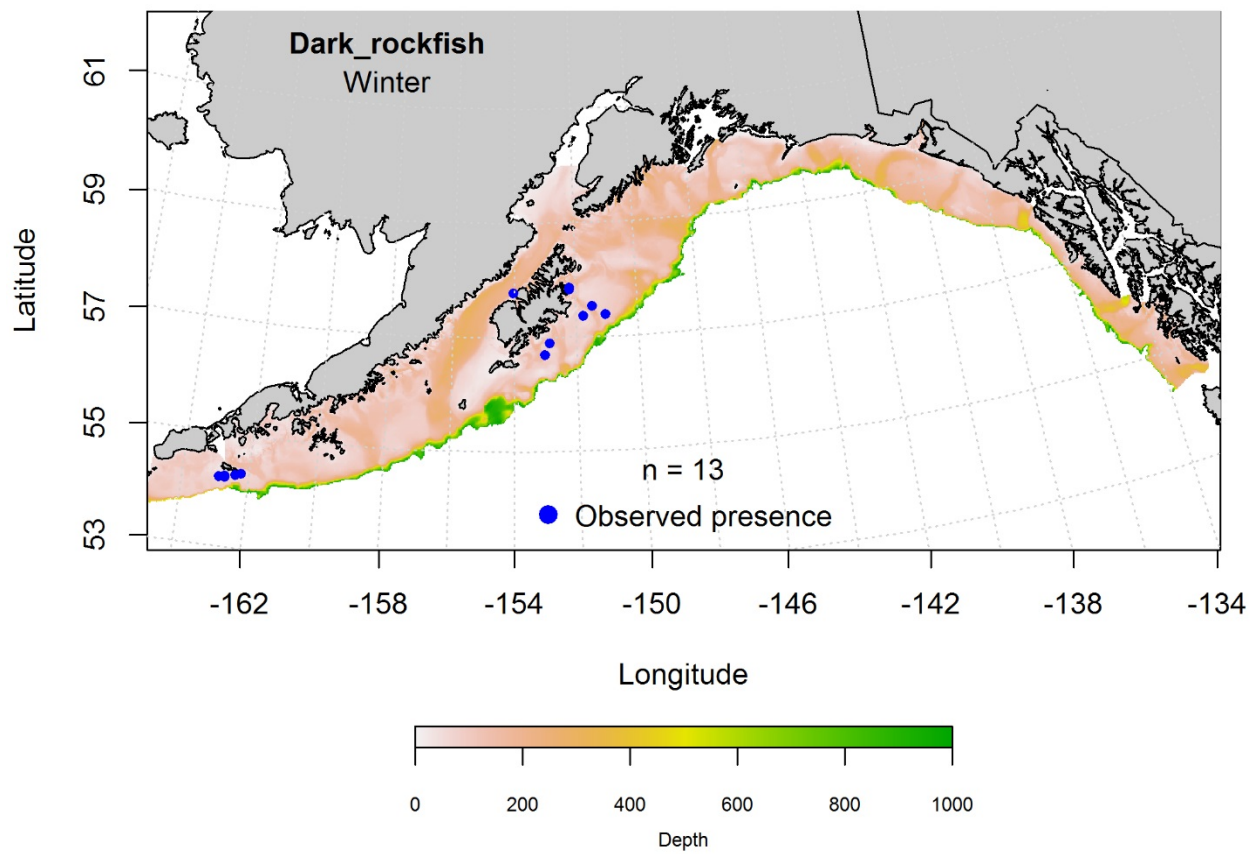 Dark_rockfish
Winter
61
59
57
55
53
Latitude
n = 13
Observed presence
-162 -158 -154 -150 -146 -142 -138 -134
Longitude
0 200 400 600 800 1000
Depth